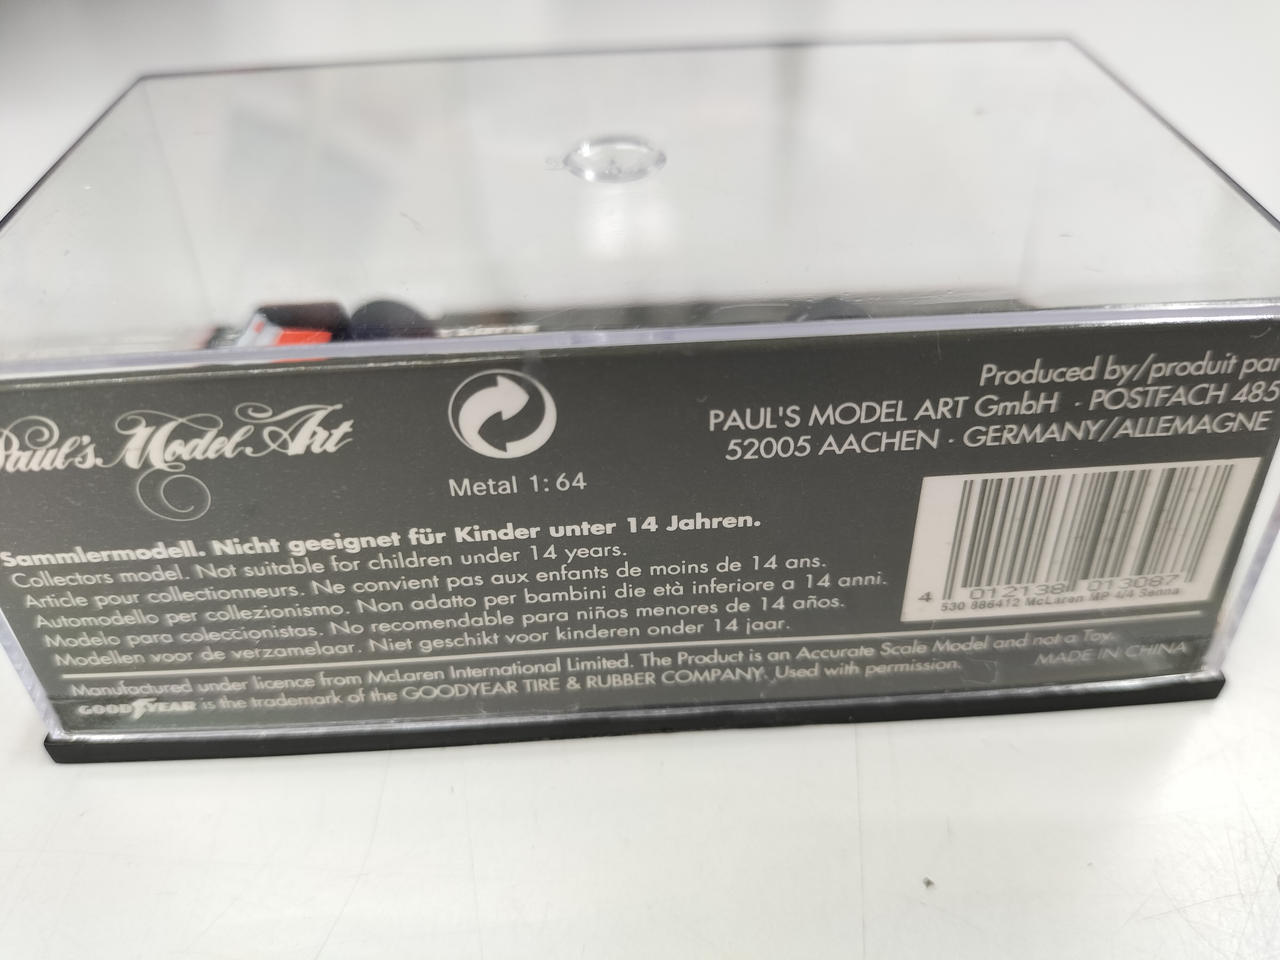 Paul's Model Art
Metal 1:64
Produced by/produit par
PAUL'S MODEL ART GmbH · POSTFACH 485
52005 AACHEN · GERMANY/ALLEMAGNE
4 012138 013087
530 886412 McLaren MP 4/4 Senna
Sammlermodell. Nicht geeignet für Kinder unter 14 Jahren.
Collectors model. Not suitable for children under 14 years.
Article pour collectionneurs. Ne convient pas aux enfants de moins de 14 ans.
Automodello per collezionismo. Non adatto per bambini die età inferiore a 14 anni.
Modelo para coleccionistas. No recomendable para niños menores de 14 años.
Modellen voor de verzamelaar. Niet geschikt voor kinderen onder 14 jaar.
Manufactured under licence from McLaren International Limited. The Product is an Accurate Scale Model and not a Toy.
GOODYEAR is the trademark of the GOODYEAR TIRE & RUBBER COMPANY. Used with permission.
MADE IN CHINA